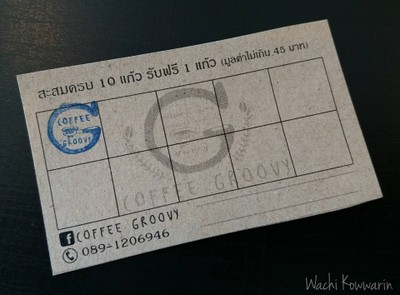 สะสมครบ 10 แก้ว รับฟรี 1 แก้ว (มูลค่าไม่เกิน 45 บาท)
COFFEE
GROOVY
G
COFFEE GROOVY
COFFEE GROOVY
089-1206946
Wachi Kowwarin